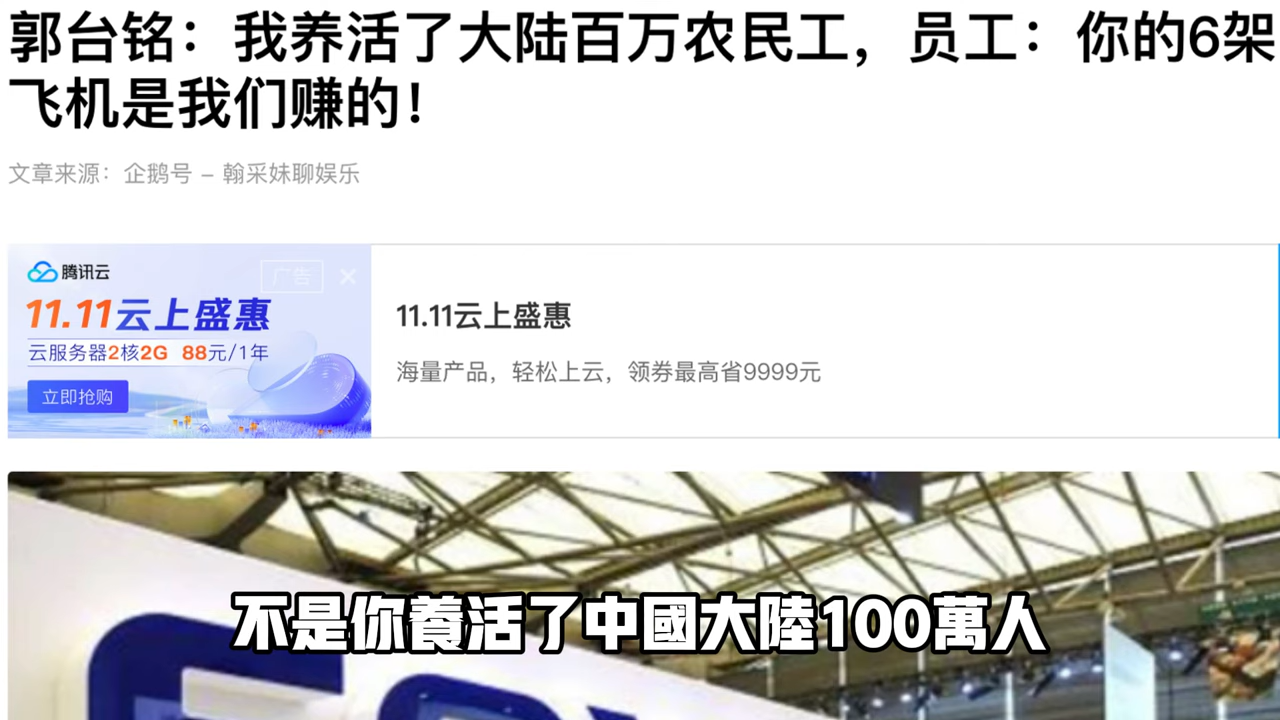 郭台铭：我养活了大陆百万农民工，员工：你的6架
飞机是我们赚的！
文章来源：企鹅号 - 翰采妹聊娱乐
腾讯云
广告
11.11云上盛惠
云服务器2核2G 88元/1年
立即抢购
11.11云上盛惠
海量产品，轻松上云，领券最高省9999元
不是你養活了中國大陸100萬人